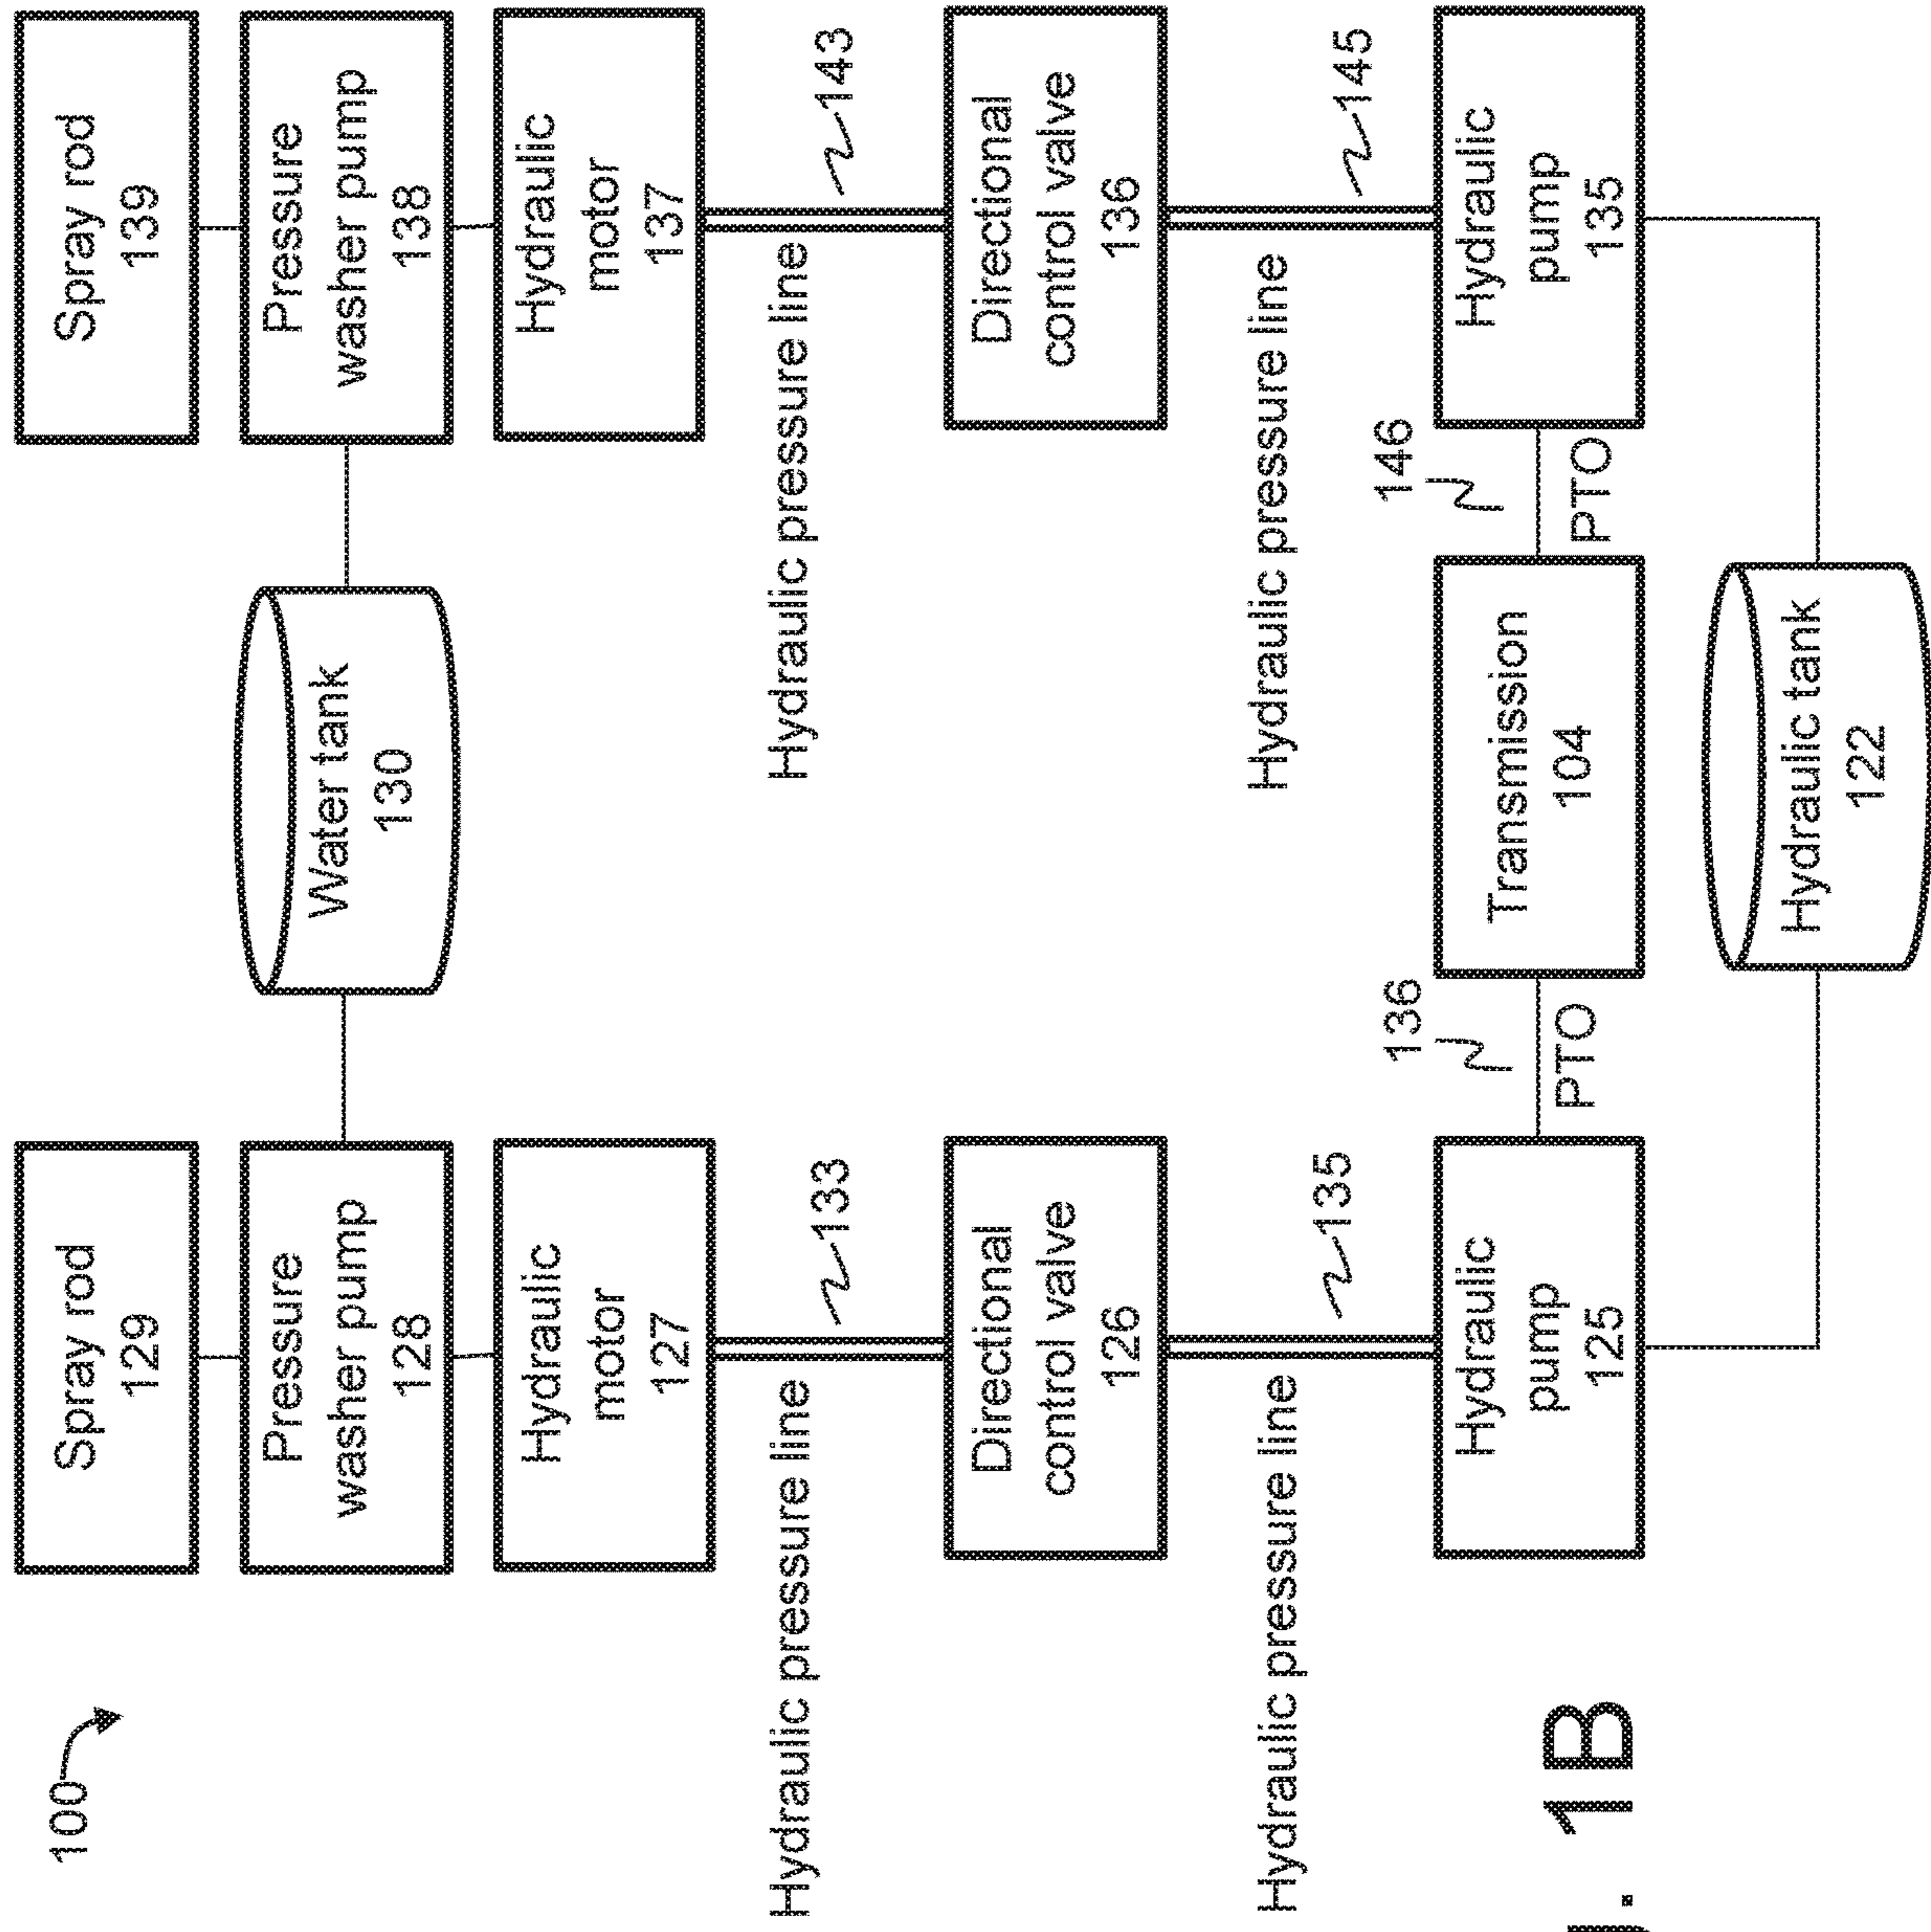 100
Spray rod
129
Pressure
washer pump
128
Hydraulic
motor
127
Water tank
130
Spray rod
139
Pressure
washer pump
138
Hydraulic
motor
137
Hydraulic pressure line
133
Hydraulic pressure line
143
Directional
control valve
126
Directional
control valve
136
Hydraulic pressure line
135
Hydraulic pressure line
145
Hydraulic
pump
125
136
PTO
Transmission
104
146
PTO
Hydraulic
pump
135
Hydraulic tank
122
1B